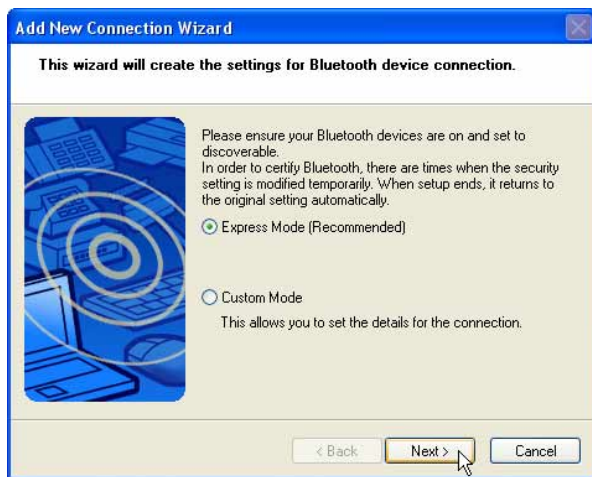 Add New Connection Wizard
This wizard will create the settings for Bluetooth device connection.
Please ensure your Bluetooth devices are on and set to
discoverable.
In order to certify Bluetooth, there are times when the security
setting is modified temporarily. When setup ends, it returns to
the original setting automatically.
Express Mode (Recommended)
Custom Mode
This allows you to set the details for the connection.
< Back Next > Cancel